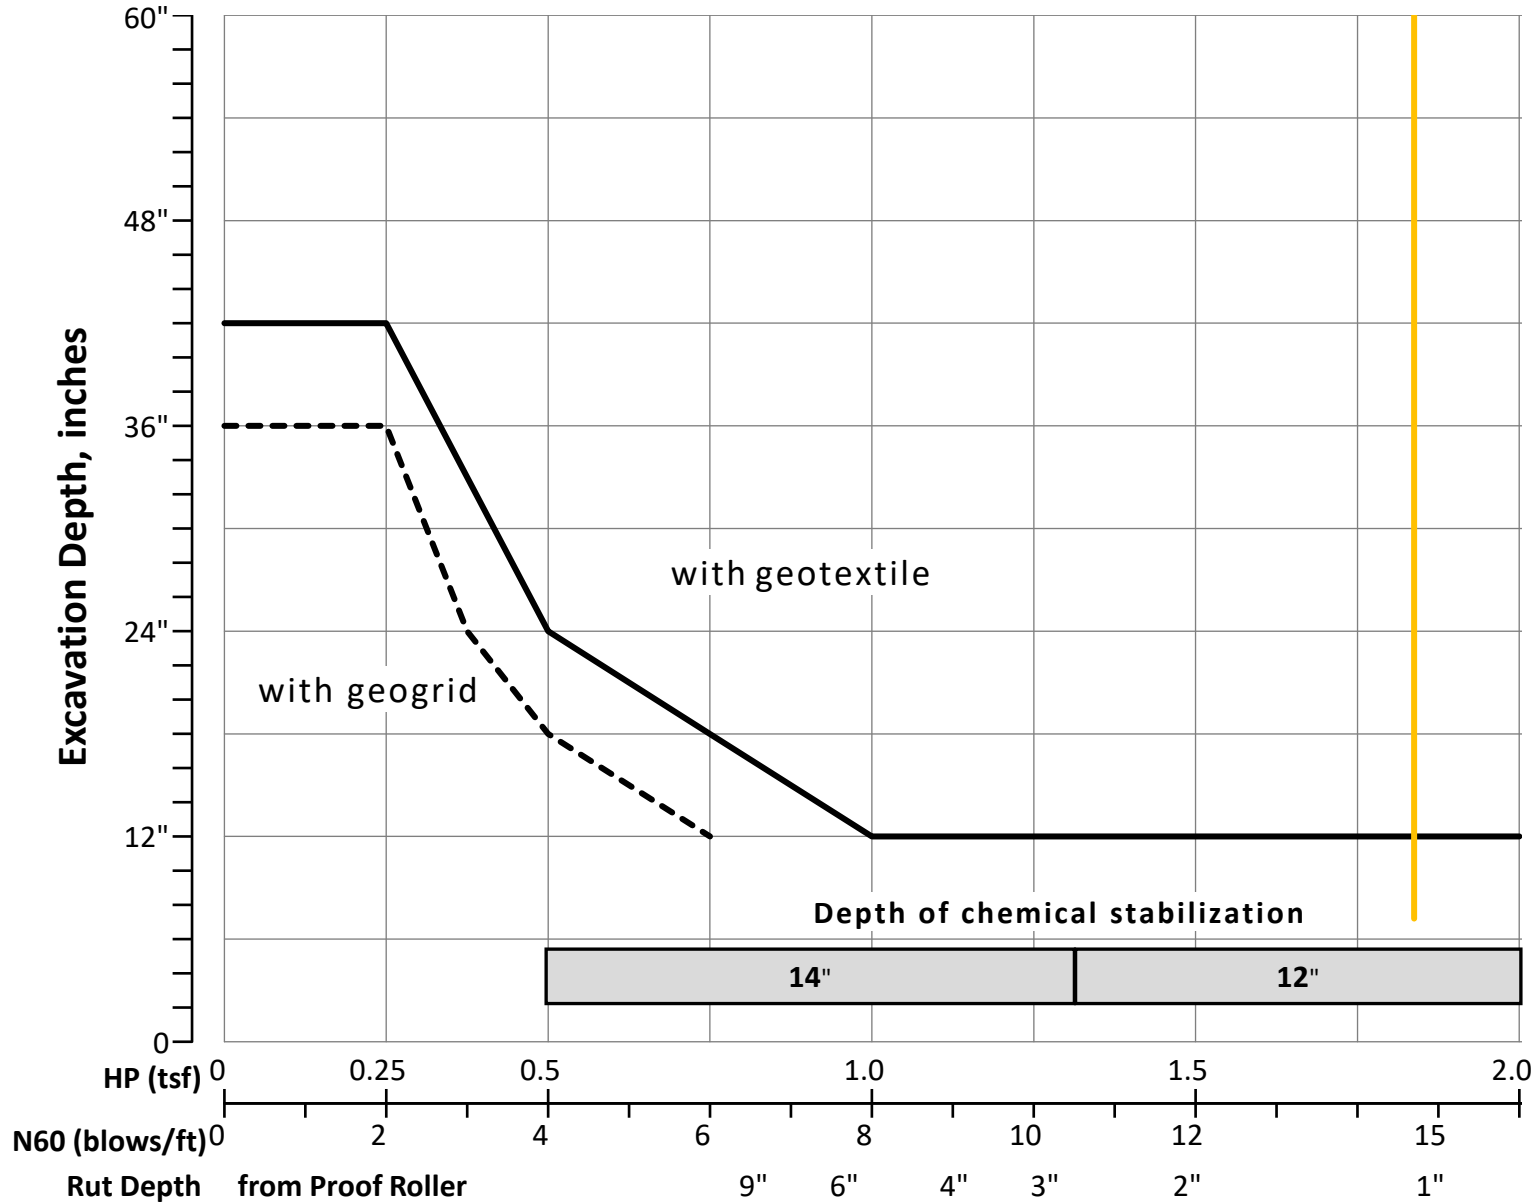 60"
48"
36"
24"
12"
0
Excavation Depth, inches
with geotextile
with geogrid
Depth of chemical stabilization
14" 12"
HP (tsf) 0 0.25 0.5 1.0 1.5 2.0
N60 (blows/ft) 0 2 4 6 8 10 12 15
Rut Depth from Proof Roller 9" 6" 4" 3" 2" 1"